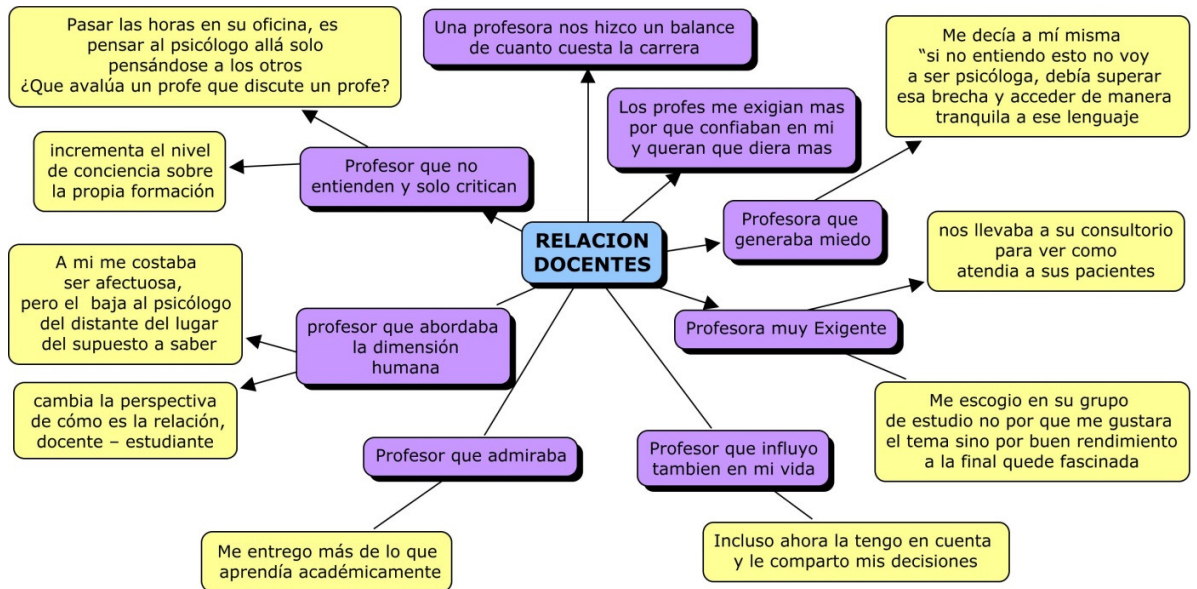 Pasar las horas en su oficina, es
pensar al psicólogo allá solo
pensándose a los otros
¿Que avalúa un profe que discute un profe?
Una profesora nos hizco un balance
de cuanto cuesta la carrera
Me decía a mí misma
“si no entiendo esto no voy
a ser psicóloga, debía superar
esa brecha y acceder de manera
tranquila a ese lenguaje
Los profes me exigian mas
por que confiaban en mi
y queran que diera mas
incrementa el nivel
de conciencia sobre
la propia formación
Profesor que no
entienden y solo critican
Profesora que
generaba miedo
RELACION
DOCENTES
nos llevaba a su consultorio
para ver como
atendia a sus pacientes
A mi me costaba
ser afectuosa,
pero el baja al psicólogo
del distante del lugar
del supuesto a saber
profesor que abordaba
la dimensión
humana
Profesora muy Exigente
cambia la perspectiva
de cómo es la relación,
docente – estudiante
Me escogio en su grupo
de estudio no por que me gustara
el tema sino por buen rendimiento
a la final quede fascinada
Profesor que admiraba
Profesor que influyo
tambien en mi vida
Me entrego más de lo que
aprendía académicamente
Incluso ahora la tengo en cuenta
y le comparto mis decisiones